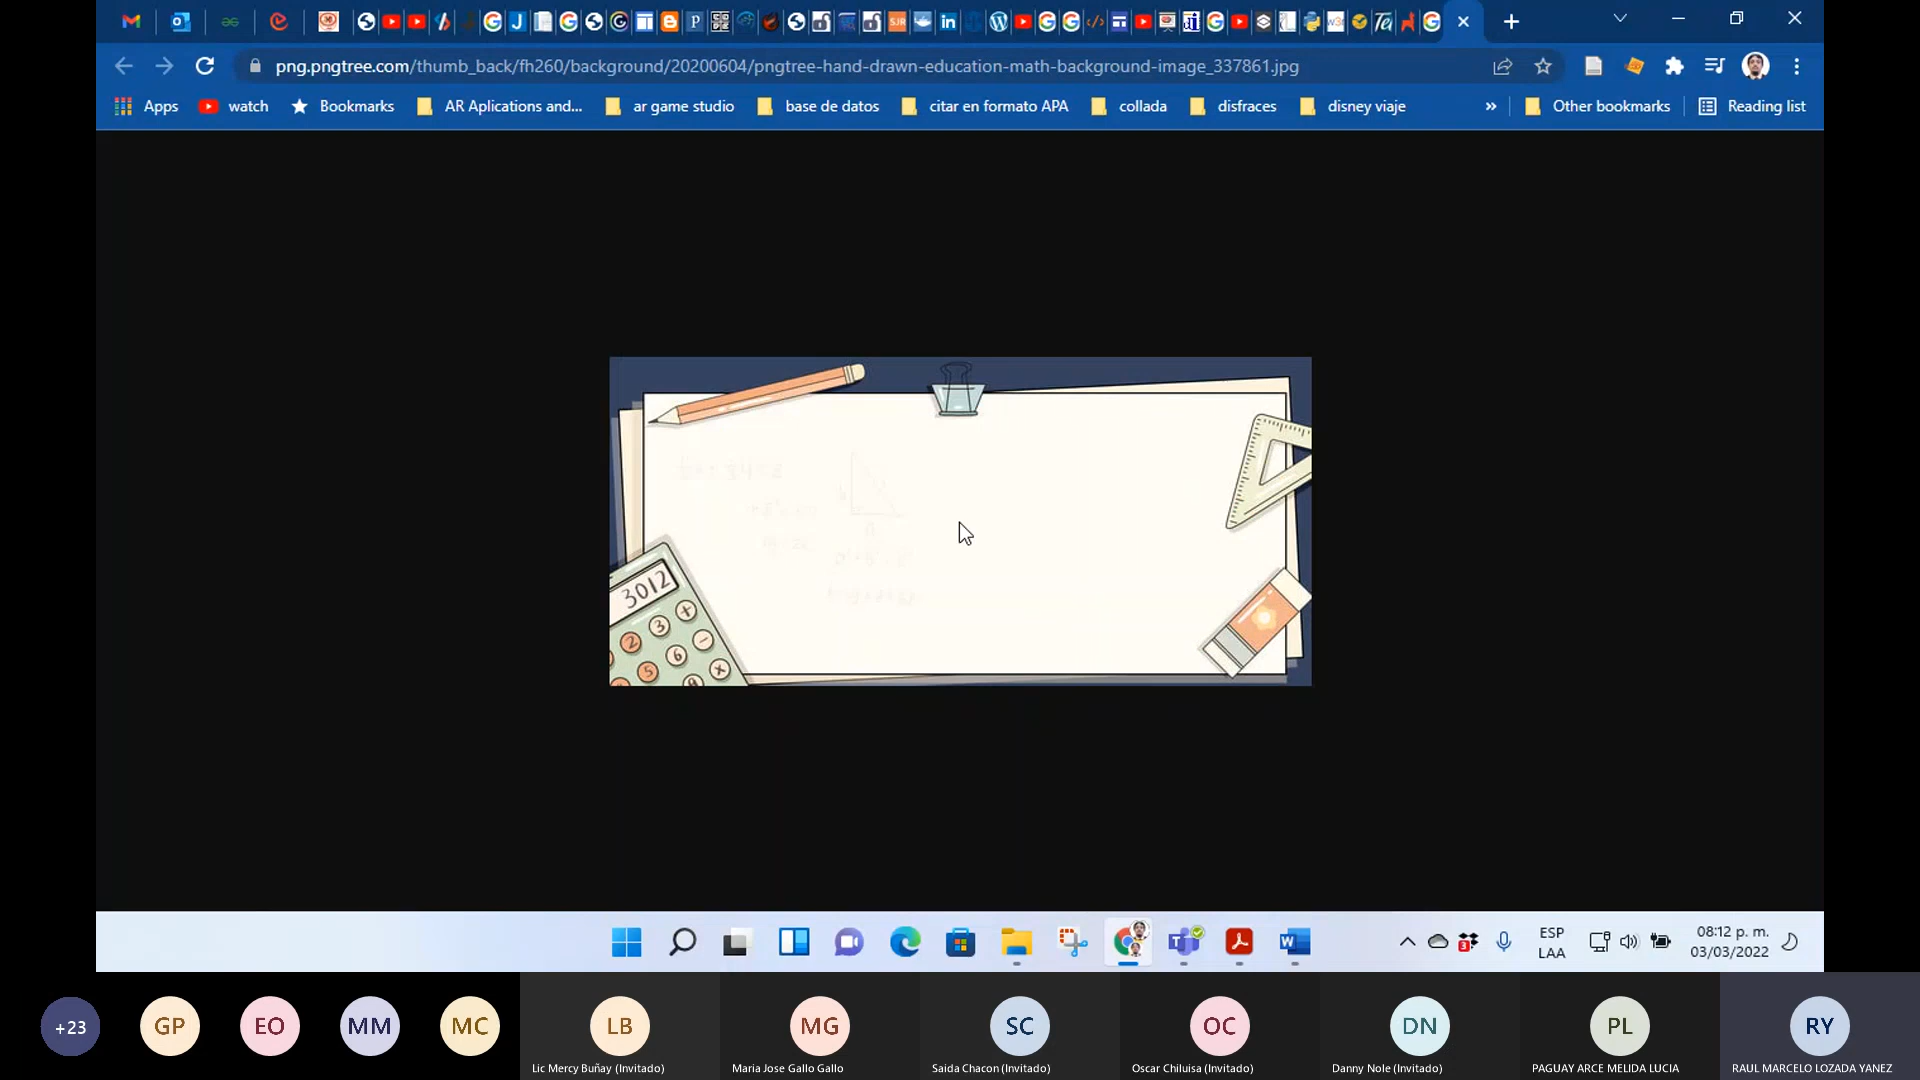 png.pngtree.com/thumb_back/fh260/background/20200604/pngtree-hand-drawn-education-math-background-image_337861.jpg
Apps watch Bookmarks AR Aplications and... ar game studio base de datos citar en formato APA collada disfraces disney viaje » Other bookmarks Reading list
3012
+
3
2 −
6
5 ×
ESP 08:12 p. m.
LAA 03/03/2022
+23 GP EO MM MC LB MG SC OC DN PL RY
Lic Mercy Buñay (Invitado) Maria Jose Gallo Gallo Saida Chacon (Invitado) Oscar Chiluisa (Invitado) Danny Nole (Invitado) PAGUAY ARCE MELIDA LUCIA RAUL MARCELO LOZADA YANEZ